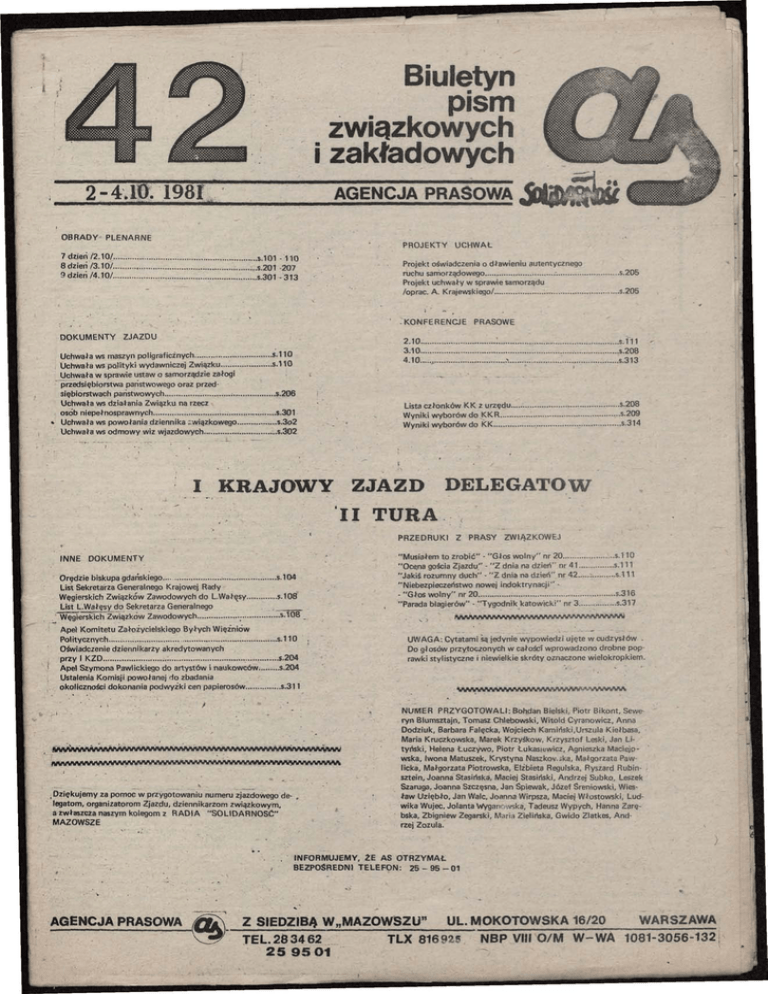 42
Biuletyn
pism
związkowych
i zakładowych
as
2-4.10. 1981
AGENCJA PRASOWA Solidarność
OBRADY PLENARNE
7 dzień /2.10/...s.101 - 110
8 dzień /3.10/...s.201 -207
9 dzień /4.10/...s.301 - 313
DOKUMENTY ZJAZDU
Uchwała ws maszyn poligraficznych...s.110
Uchwała ws polityki wydawniczej Związku...s.110
Uchwała w sprawie ustaw o samorządzie załogi
przedsiębiorstwa państwowego oraz przed-
siębiorstwach państwowych...s.206
Uchwała ws działania Związku na rzecz
osób niepełnosprawnych...s.301
Uchwała ws powołania dziennika związkowego...s.3o2
Uchwała ws odmowy wiz wjazdowych...s.302
PROJEKTY UCHWAŁ
Projekt oświadczenia o dławieniu autentycznego
ruchu samorządowego...s.205
Projekt uchwały w sprawie samorządu
/oprac. A. Krajewskiego/...s.205
KONFERENCJE PRASOWE
2.10...s.111
3.10...s.208
4.10...s.313
Lista członków KK z urzędu...s.208
Wyniki wyborów do KKR...s.209
Wyniki wyborów do KK...s.314
I KRAJOWY ZJAZD DELEGATOW
II TURA
INNE DOKUMENTY
Orędzie biskupa gdańskiego...s.104
List Sekretarza Generalnego Krajowej Rady
Węgierskich Związków Zawodowych do L.Wałęsy...s.108
List L.Wałęsy do Sekretarza Generalnego
Węgierskich Związków Zawodowych...s.108
Apel Komitetu Założycielskiego Byłych Więźniów
Politycznych...s.110
Oświadczenie dziennikarzy akredytowanych
przy I KZD...s.204
Apel Szymona Pawlickiego do artystów i naukowców...s.204
Ustalenia Komisji powołanej do zbadania
okoliczności dokonania podwyżki cen papierosów...s.311
Dziękujemy za pomoc w przygotowaniu numeru zjazdowego de-
legatom, organizatorom Zjazdu, dziennikarzom związkowym,
a zwłaszcza naszym kolegom z RADIA "SOLIDARNOŚĆ"
MAZOWSZE
PRZEDRUKI Z PRASY ZWIĄZKOWEJ
"Musiałem to zrobić" - "Głos wolny" nr 20...s.110
"Ocena gościa Zjazdu" - "Z dnia na dzień" nr 41...s.111
"Jakiś rozumny duch" - "Z dnia na dzień" nr 42...s.111
"Niebezpieczeństwo nowej indoktrynacji" -
- "Głos wolny" nr 20...s.316
"Parada blagierów" - "Tygodnik katowicki" nr 3...s.317
UWAGA: Cytatami są jedynie wypowiedzi ujęte w cudzysłów .
Do głosów przytoczonych w całości wprowadzono drobne pop-
rawki stylistyczne i niewielkie skróty oznaczone wielokropkiem.
NUMER PRZYGOTOWALI: Bohdan Bielski, Piotr Bikont, Sewe-
ryn Blumsztajn, Tomasz Chlebowski, Witold Cyranowicz, Anna
Dodziuk, Barbara Falęcka, Wojciech Kamiński,Urszula Kiełbasa,
Maria Kruczkowska, Marek Krzyśkow, Krzysztof Leski, Jan Li-
tyński, Helena Łuczywo, Piotr Łukasiewicz, Agnieszka Maciejo-
wska, Iwona Matuszek, Krystyna Naszkowska, Małgorzata Paw-
licka, Małgorzata Piotrowska, Elżbieta Regulska, Ryszard Rubin-
sztein, Joanna Stasińska, Maciej Stasiński, Andrzej Subko, Leszek
Szaruga, Joanna Szczęsna, Jan Śpiewak, Józef Śreniowski, Wies-
ław Uziębło, Jan Walc, Joanna Wirpsza, Maciej Włostowski, Lud-
wika Wujec, Jolanta Wyganowska, Tadeusz Wypych, Hanna Zarę-
bska, Zbigniew Zegarski, Maria Zielińska, Gwido Zlatkes, And-
rzej Zozula.
INFORMUJEMY, ŻE AS OTRZYMAŁ
BEZPOŚREDNI TELEFON: 25 - 95 - 01
AGENCJA PRASOWA as Z SIEDZIBĄ W „MAZOWSZU" UL. MOKOTOWSKA 16/20 WARSZAWA
TEL. 28 34 62 TLX 816925 NBP VIII O/M W-WA 1081-3056-132
25 95 01